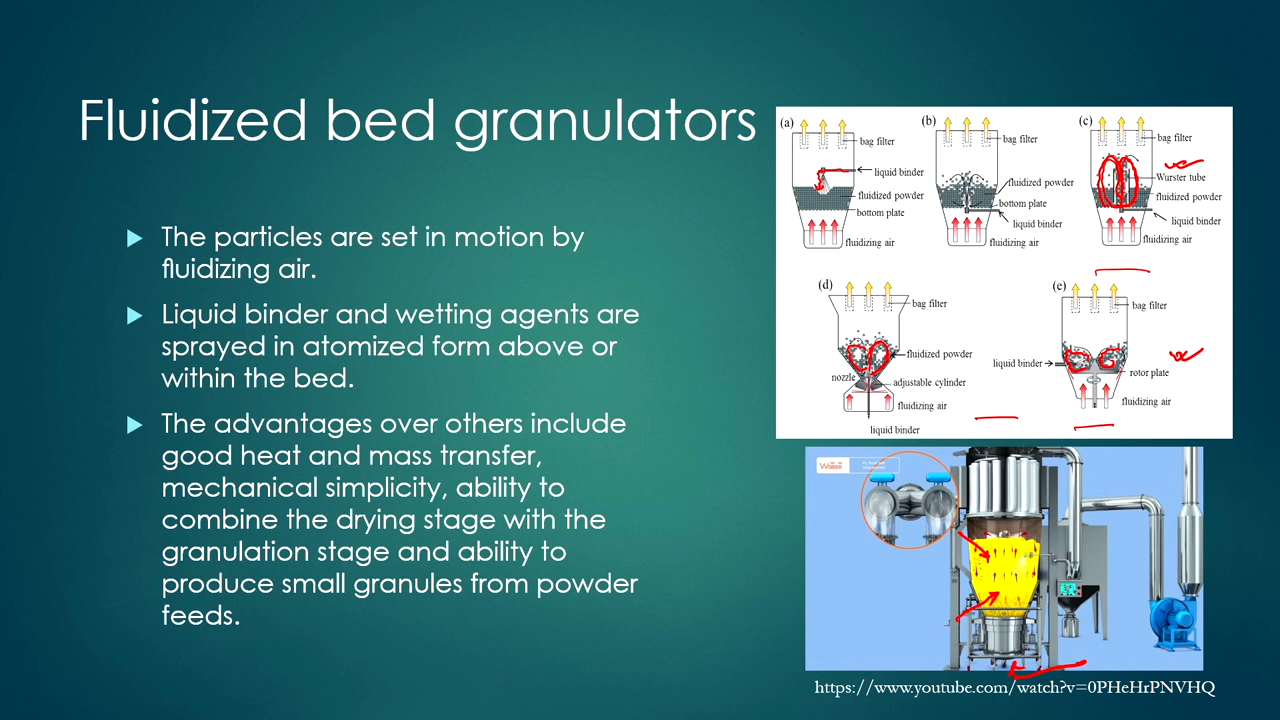 Fluidized bed granulators
The particles are set in motion by
fluidizing air.
Liquid binder and wetting agents are
sprayed in atomized form above or
within the bed.
The advantages over others include
good heat and mass transfer,
mechanical simplicity, ability to
combine the drying stage with the
granulation stage and ability to
produce small granules from powder
feeds.
(a)
bag filter
liquid binder
fluidized powder
bottom plate
fluidizing air
(b)
bag filter
fluidized powder
bottom plate
liquid binder
fluidizing air
(c)
bag filter
Wurster tube
fluidized powder
liquid binder
fluidizing air
(d)
bag filter
fluidized powder
nozzle
adjustable cylinder
fluidizing air
liquid binder
(e)
bag filter
liquid binder
rotor plate
fluidizing air
https://www.youtube.com/watch?v=0PHeHrPNVHQ